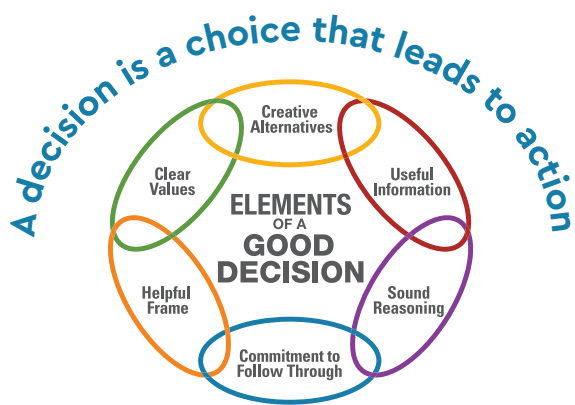 A decision is a choice that leads to action
Creative
Alternatives
Clear
Values
Useful
Information
ELEMENTS
OF A
GOOD
DECISION
Helpful
Frame
Sound
Reasoning
Commitment to
Follow Through